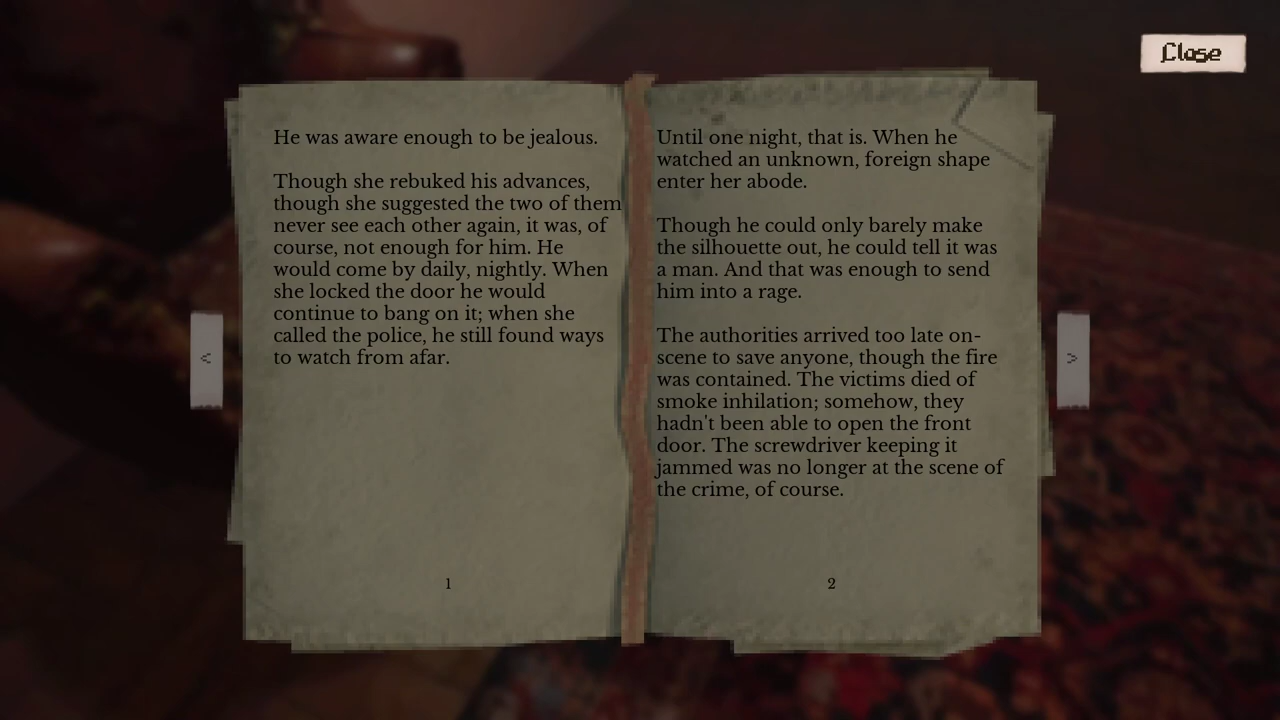 Close
He was aware enough to be jealous.
Though she rebuked his advances,
though she suggested the two of them
never see each other again, it was, of
course, not enough for him. He
would come by daily, nightly. When
she locked the door he would
continue to bang on it; when she
called the police, he still found ways
to watch from afar.
1
Until one night, that is. When he
watched an unknown, foreign shape
enter her abode.
Though he could only barely make
the silhouette out, he could tell it was
a man. And that was enough to send
him into a rage.
The authorities arrived too late on-
scene to save anyone, though the fire
was contained. The victims died of
smoke inhilation; somehow, they
hadn't been able to open the front
door. The screwdriver keeping it
jammed was no longer at the scene of
the crime, of course.
2
<
>